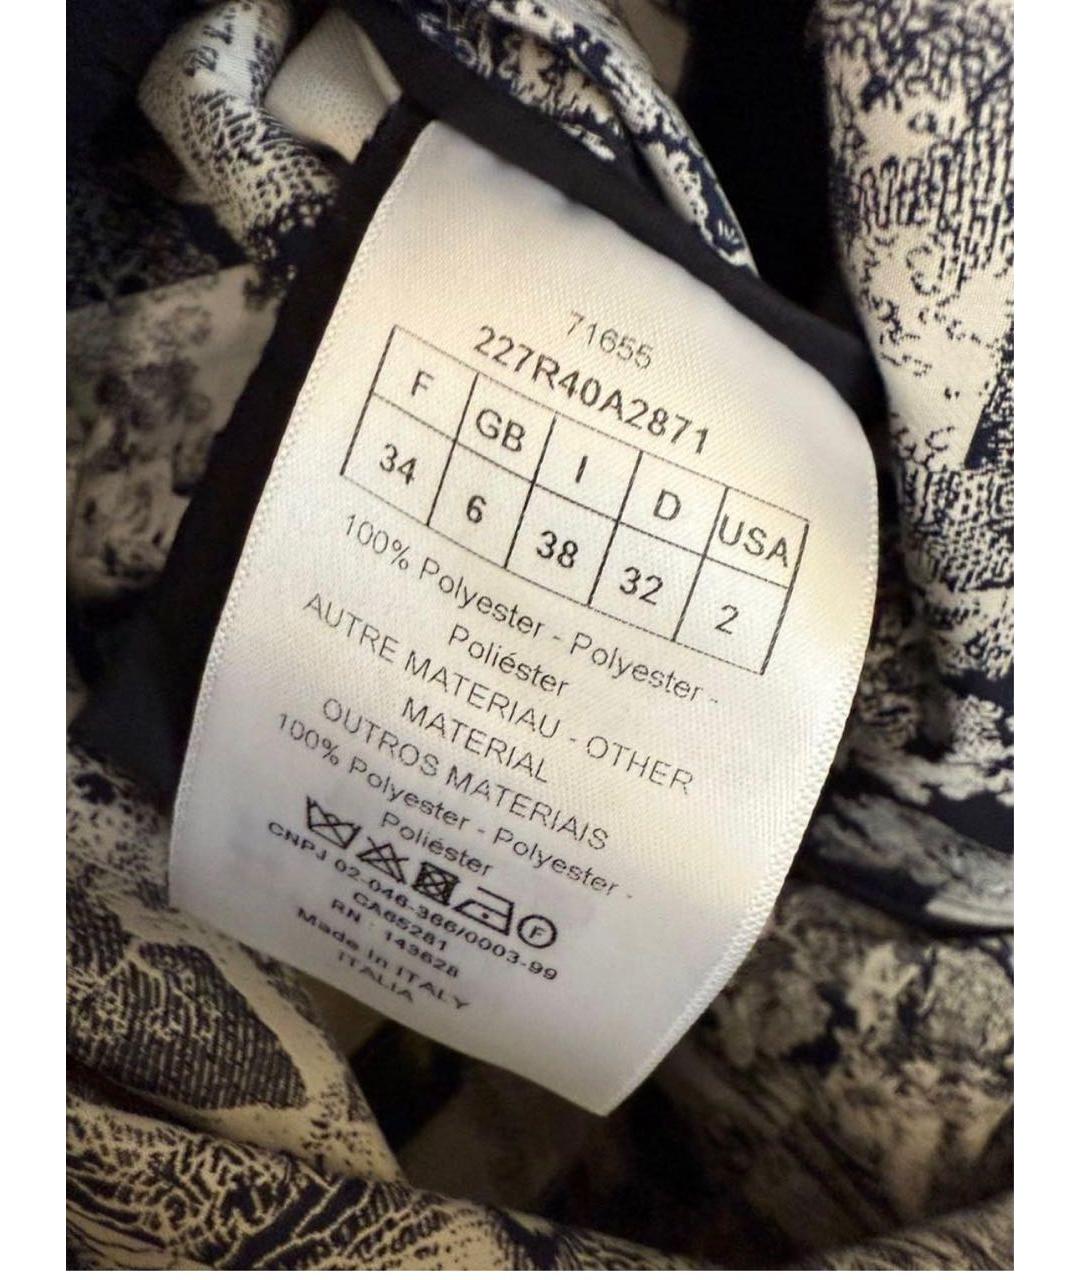 71655
227R40A2871
F GB I D USA
34 6 38 32 2
100% Polyester - Polyester -
Poliéster
AUTRE MATERIAU - OTHER
MATERIAL
OUTROS MATERIAIS
100% Polyester - Polyester -
Poliéster
F
CNPJ 02-046-366/0003-99
CA65281
RN : 143628
Made in ITALY
ITALIA